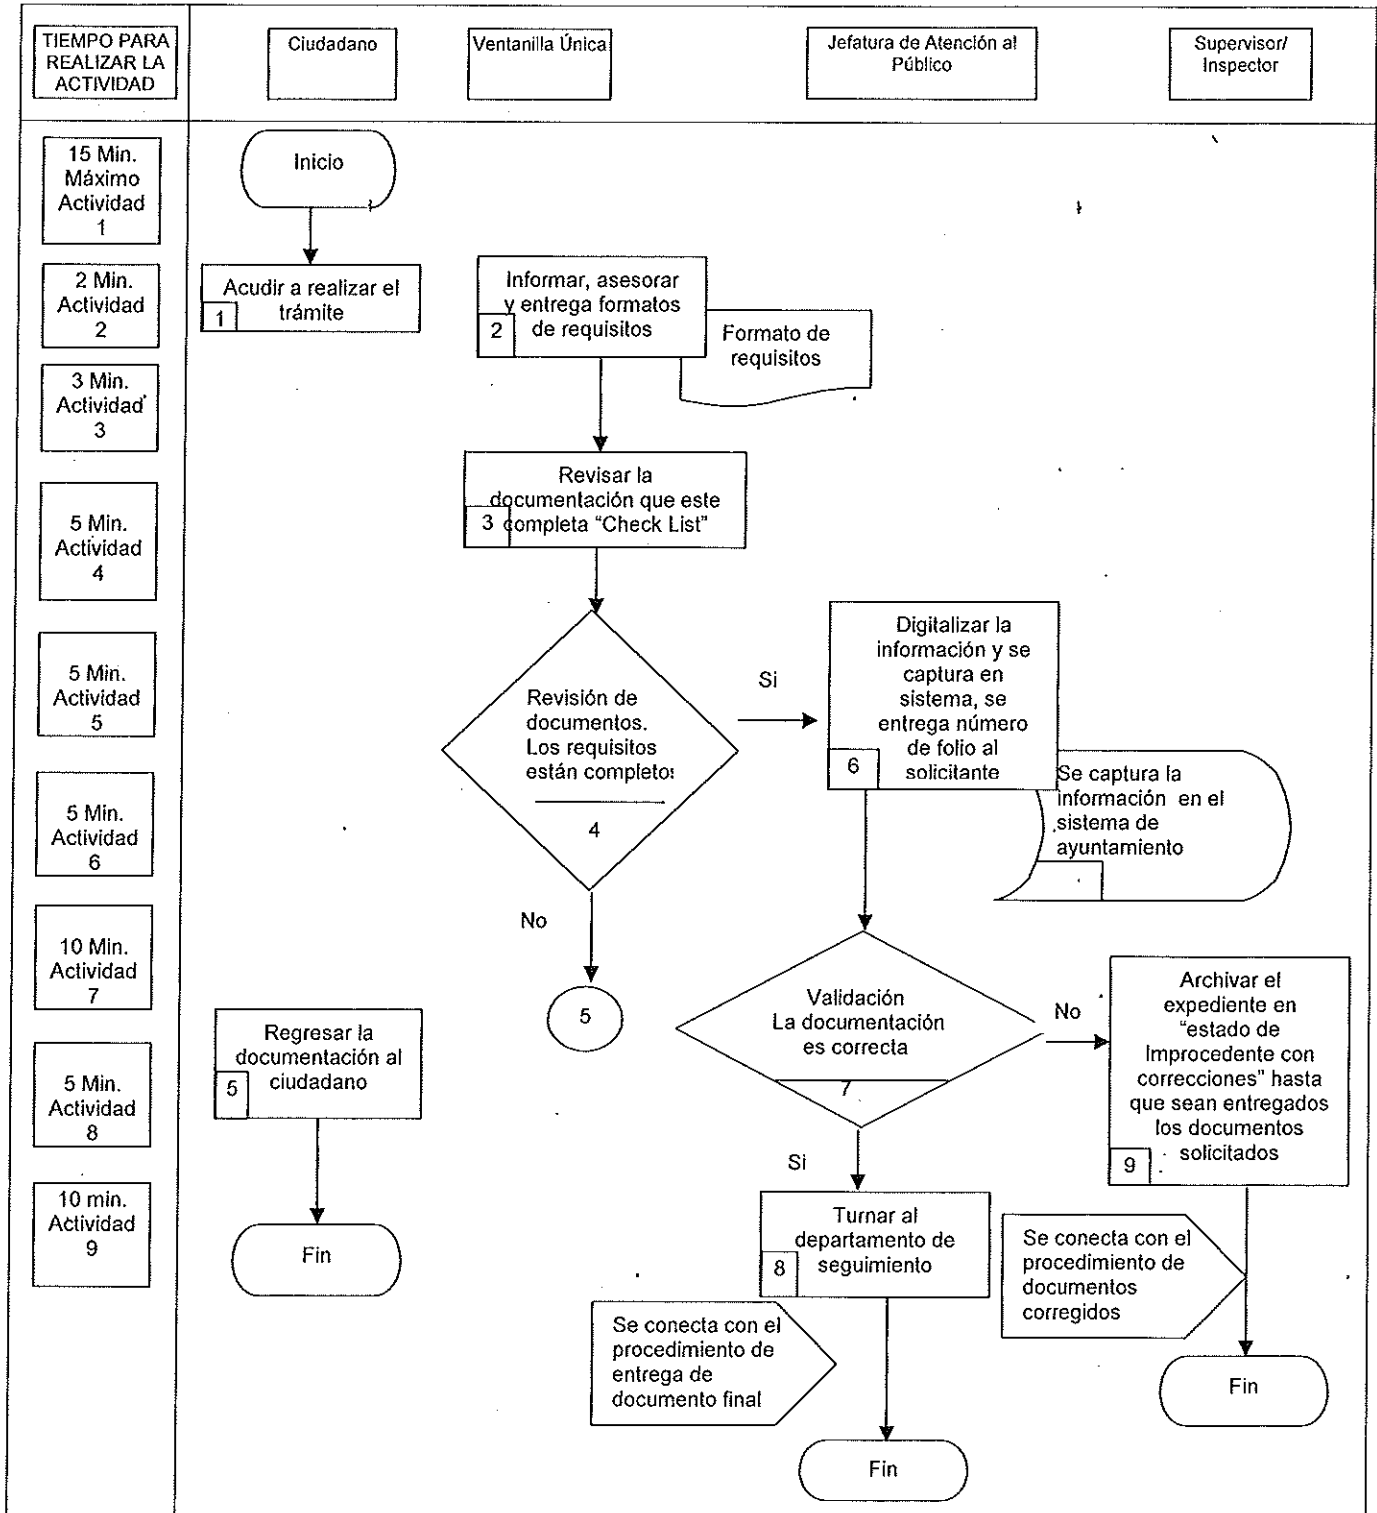 TIEMPO PARA
REALIZAR LA
ACTIVIDAD
Ciudadano
Ventanilla Única
Jefatura de Atención al
Público
Supervisor/
Inspector
15 Min.
Máximo
Actividad
1
2 Min.
Actividad
2
3 Min.
Actividad
3
5 Min.
Actividad
4
5 Min.
Actividad
5
5 Min.
Actividad
6
10 Min.
Actividad
7
5 Min.
Actividad
8
10 min.
Actividad
9
Inicio
Acudir a realizar el
trámite
1
Informar, asesorar
y entrega formatos
de requisitos
2
Formato de
requisitos
Revisar la
documentación que este
completa “Check List”
3
Revisión de
documentos.
Los requisitos
están completos
4
Si
No
5
Digitalizar la
información y se
captura en
sistema, se
entrega número
de folio al
solicitante
6
Se captura la
información en el
sistema de
ayuntamiento
Validación
La documentación
es correcta
7
No
Si
Archivar el
expediente en
“estado de
Improcedente con
correcciones” hasta
que sean entregados
los documentos
solicitados
9
Regresar la
documentación al
ciudadano
5
Fin
Turnar al
departamento de
seguimiento
8
Se conecta con el
procedimiento de
documentos
corregidos
Se conecta con el
procedimiento de
entrega de
documento final
Fin
Fin